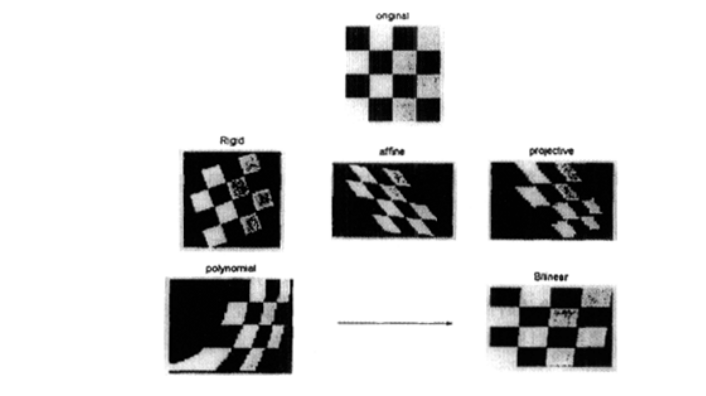 original
Rigid
affine
projective
polynomial
Bilinear